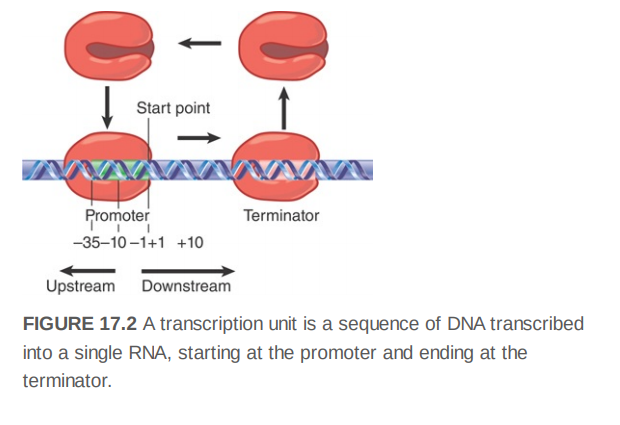 Start point
Promoter
Terminator
–35–10 –1+1 +10
Upstream
Downstream
FIGURE 17.2 A transcription unit is a sequence of DNA transcribed
into a single RNA, starting at the promoter and ending at the
terminator.